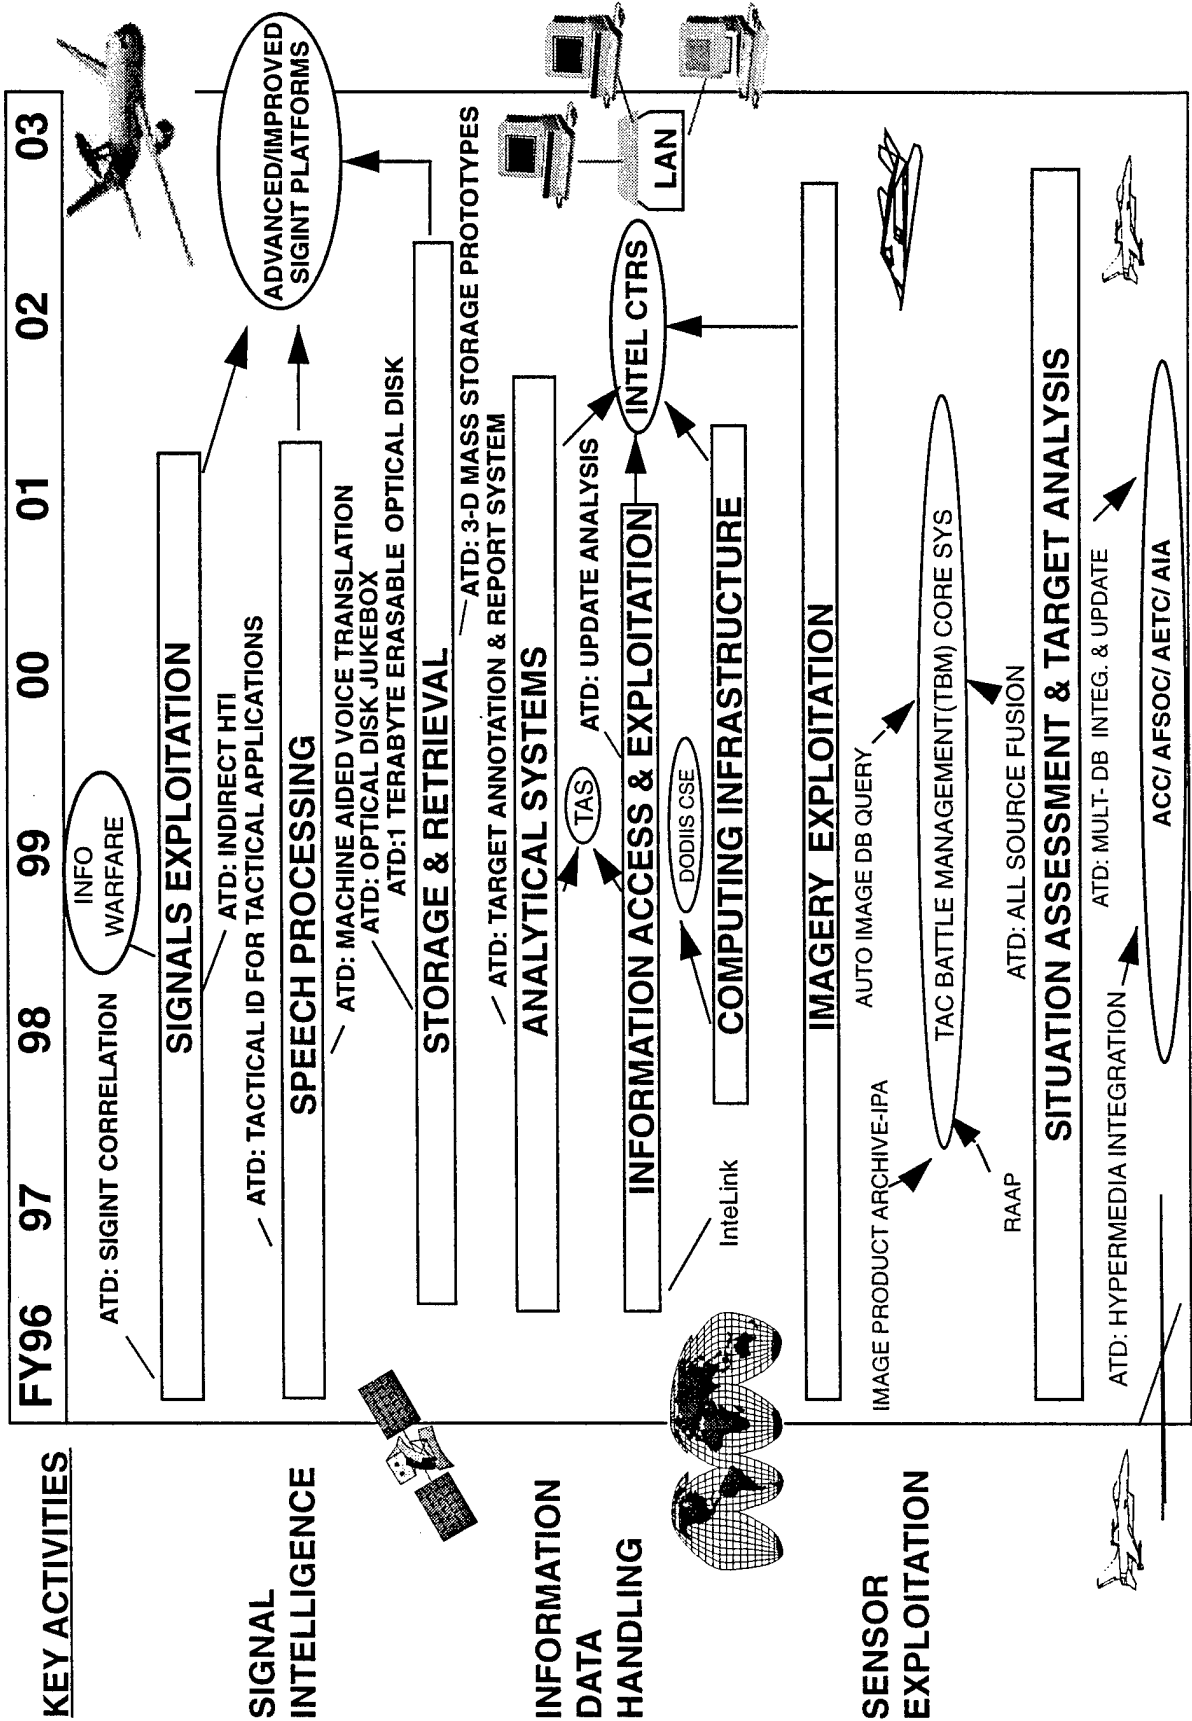 KEY ACTIVITIES
FY96 97 98 99 00 01 02 03
SIGNAL
INTELLIGENCE
ATD: SIGINT CORRELATION
INFO
WARFARE
SIGNALS EXPLOITATION
ATD: INDIRECT HTI
ATD: TACTICAL ID FOR TACTICAL APPLICATIONS
SPEECH PROCESSING
ADVANCED/IMPROVED
SIGINT PLATFORMS
ATD: MACHINE AIDED VOICE TRANSLATION
ATD: OPTICAL DISK JUKEBOX
ATD:1 TERABYTE ERASABLE OPTICAL DISK
STORAGE & RETRIEVAL
ATD: 3-D MASS STORAGE PROTOTYPES
INFORMATION
DATA
HANDLING
ATD: TARGET ANNOTATION & REPORT SYSTEM
ANALYTICAL SYSTEMS
TAS
ATD: UPDATE ANALYSIS
INFORMATION ACCESS & EXPLOITATION
INTEL CTRS
LAN
DODIIS CSE
InteLink
COMPUTING INFRASTRUCTURE
SENSOR
EXPLOITATION
IMAGERY EXPLOITATION
IMAGE PRODUCT ARCHIVE-IPA
AUTO IMAGE DB QUERY
TAC BATTLE MANAGEMENT(TBM) CORE SYS
RAAP
ATD: ALL SOURCE FUSION
SITUATION ASSESSMENT & TARGET ANALYSIS
ATD: HYPERMEDIA INTEGRATION
ATD: MULT- DB INTEG. & UPDATE
ACC/ AFSOC/ AETC/ AIA